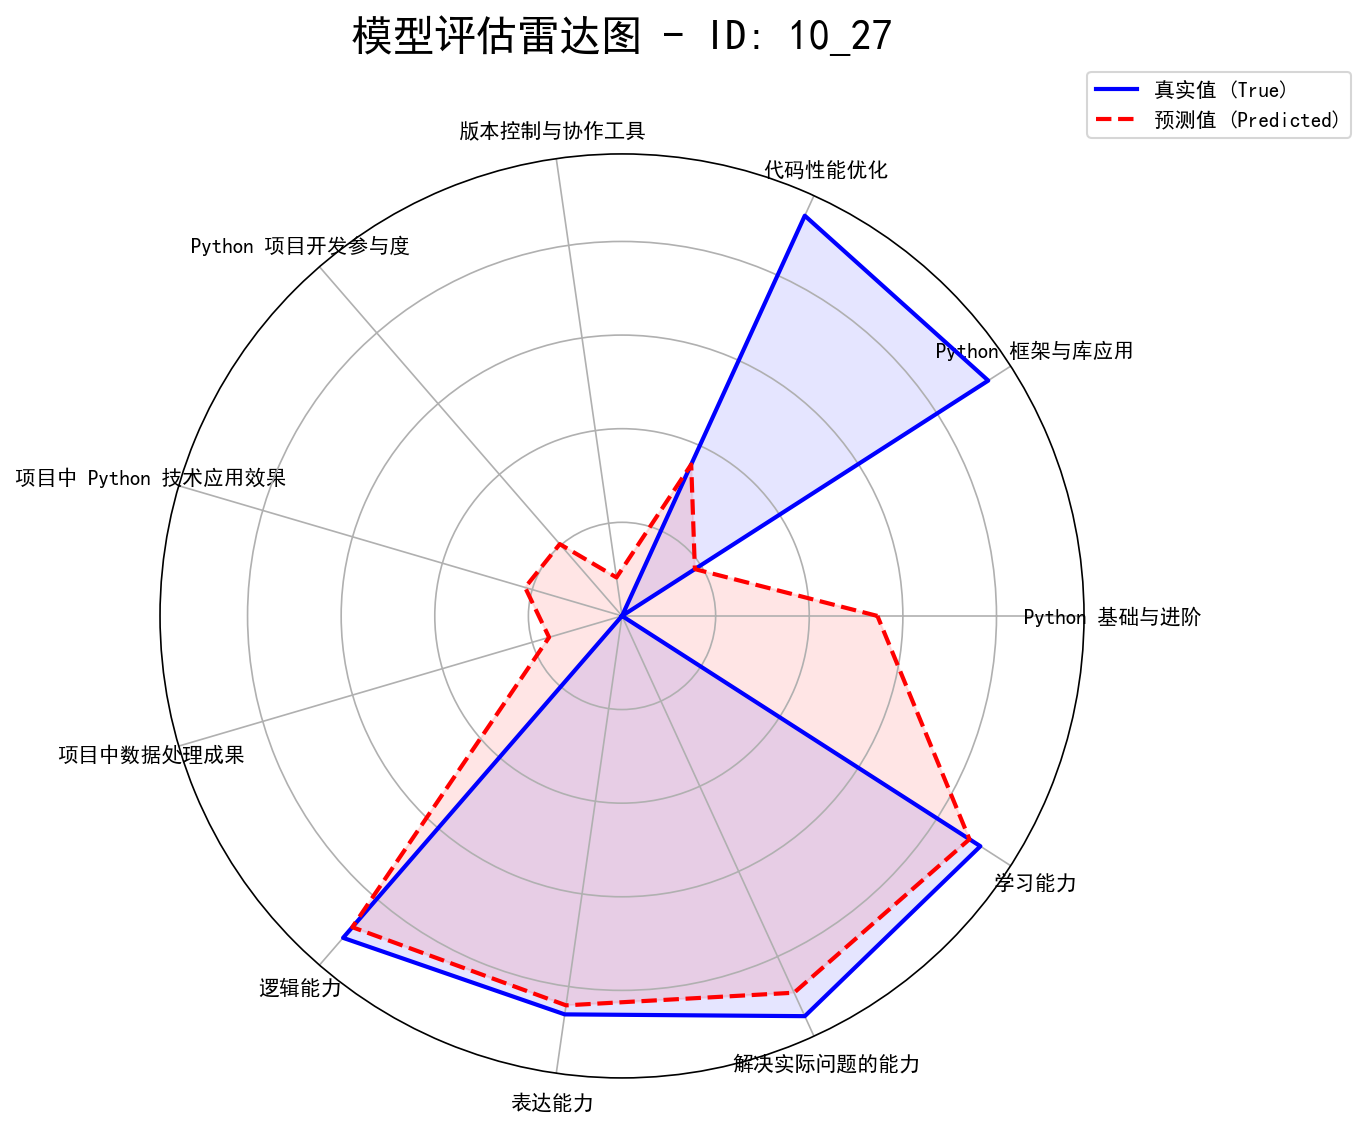 模型评估雷达图 - ID: 10_27
真实值 (True)
预测值 (Predicted)
版本控制与协作工具
代码性能优化
Python 项目开发参与度
Python 框架与库应用
项目中 Python 技术应用效果
Python 基础与进阶
项目中数据处理成果
学习能力
逻辑能力
解决实际问题的能力
表达能力